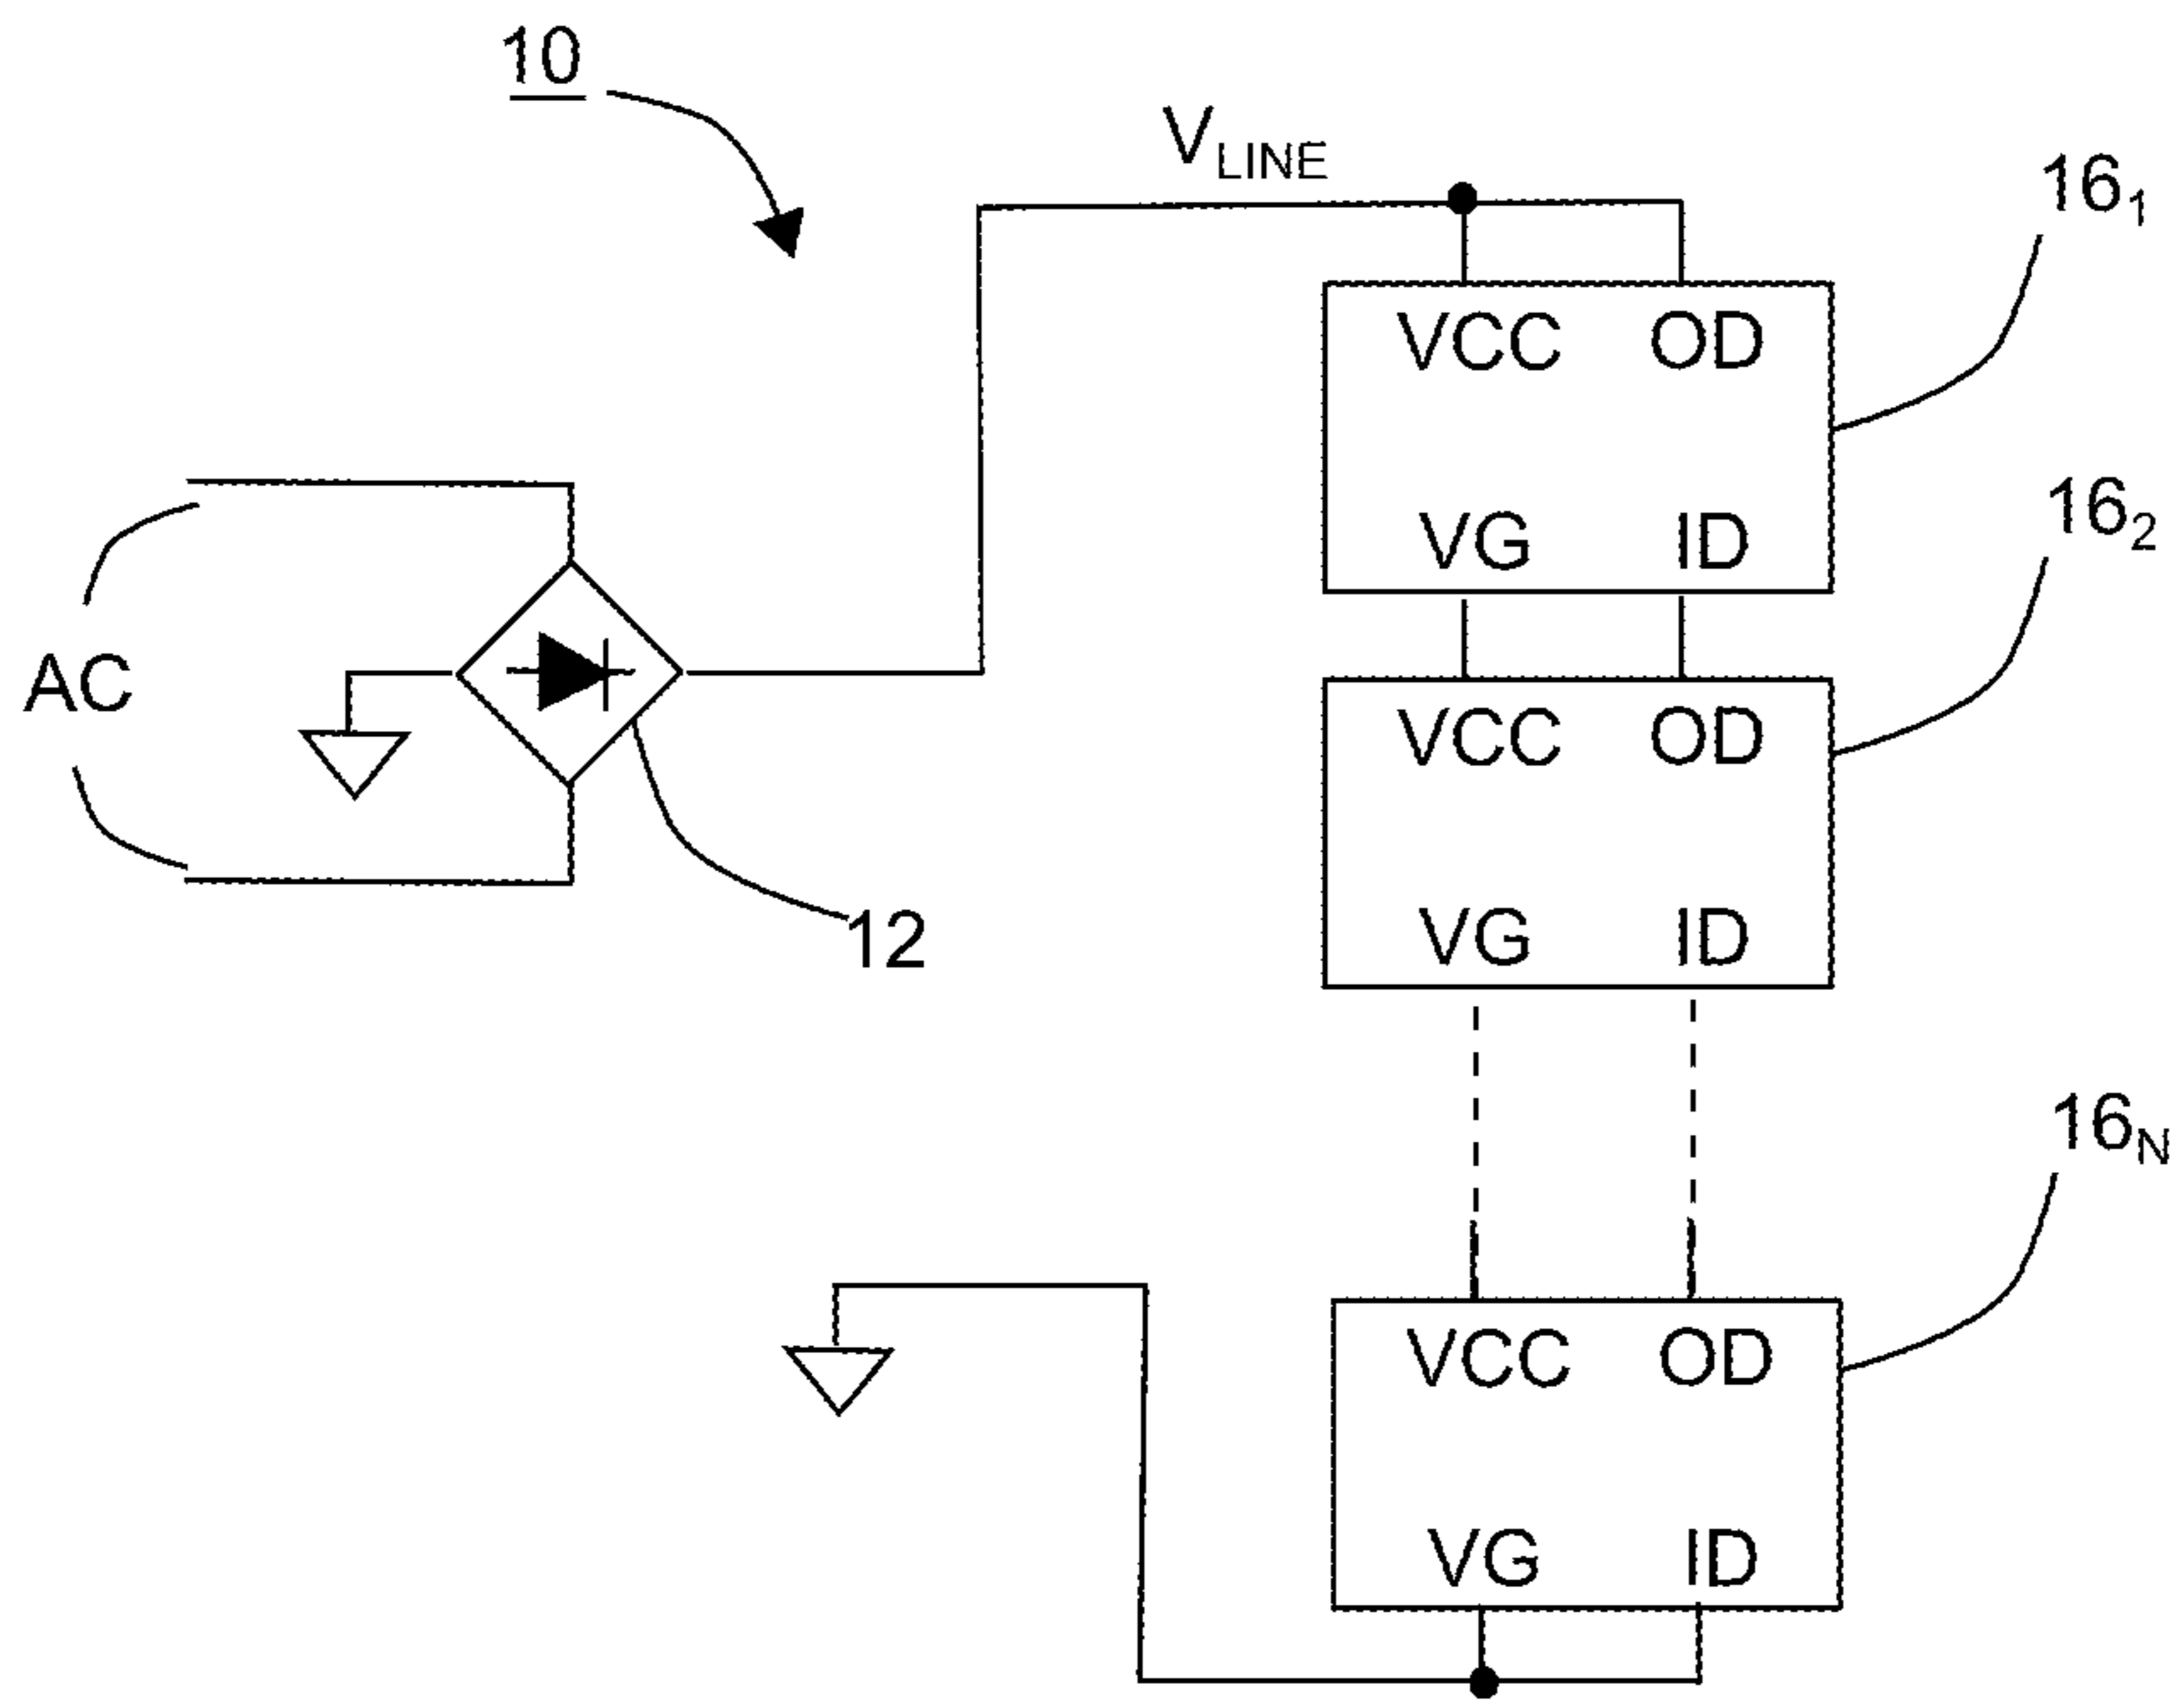 10
V_LINE
16_1
VCC OD
VG ID
16_2
AC
VCC OD
12
VG ID
16_N
VCC OD
VG ID